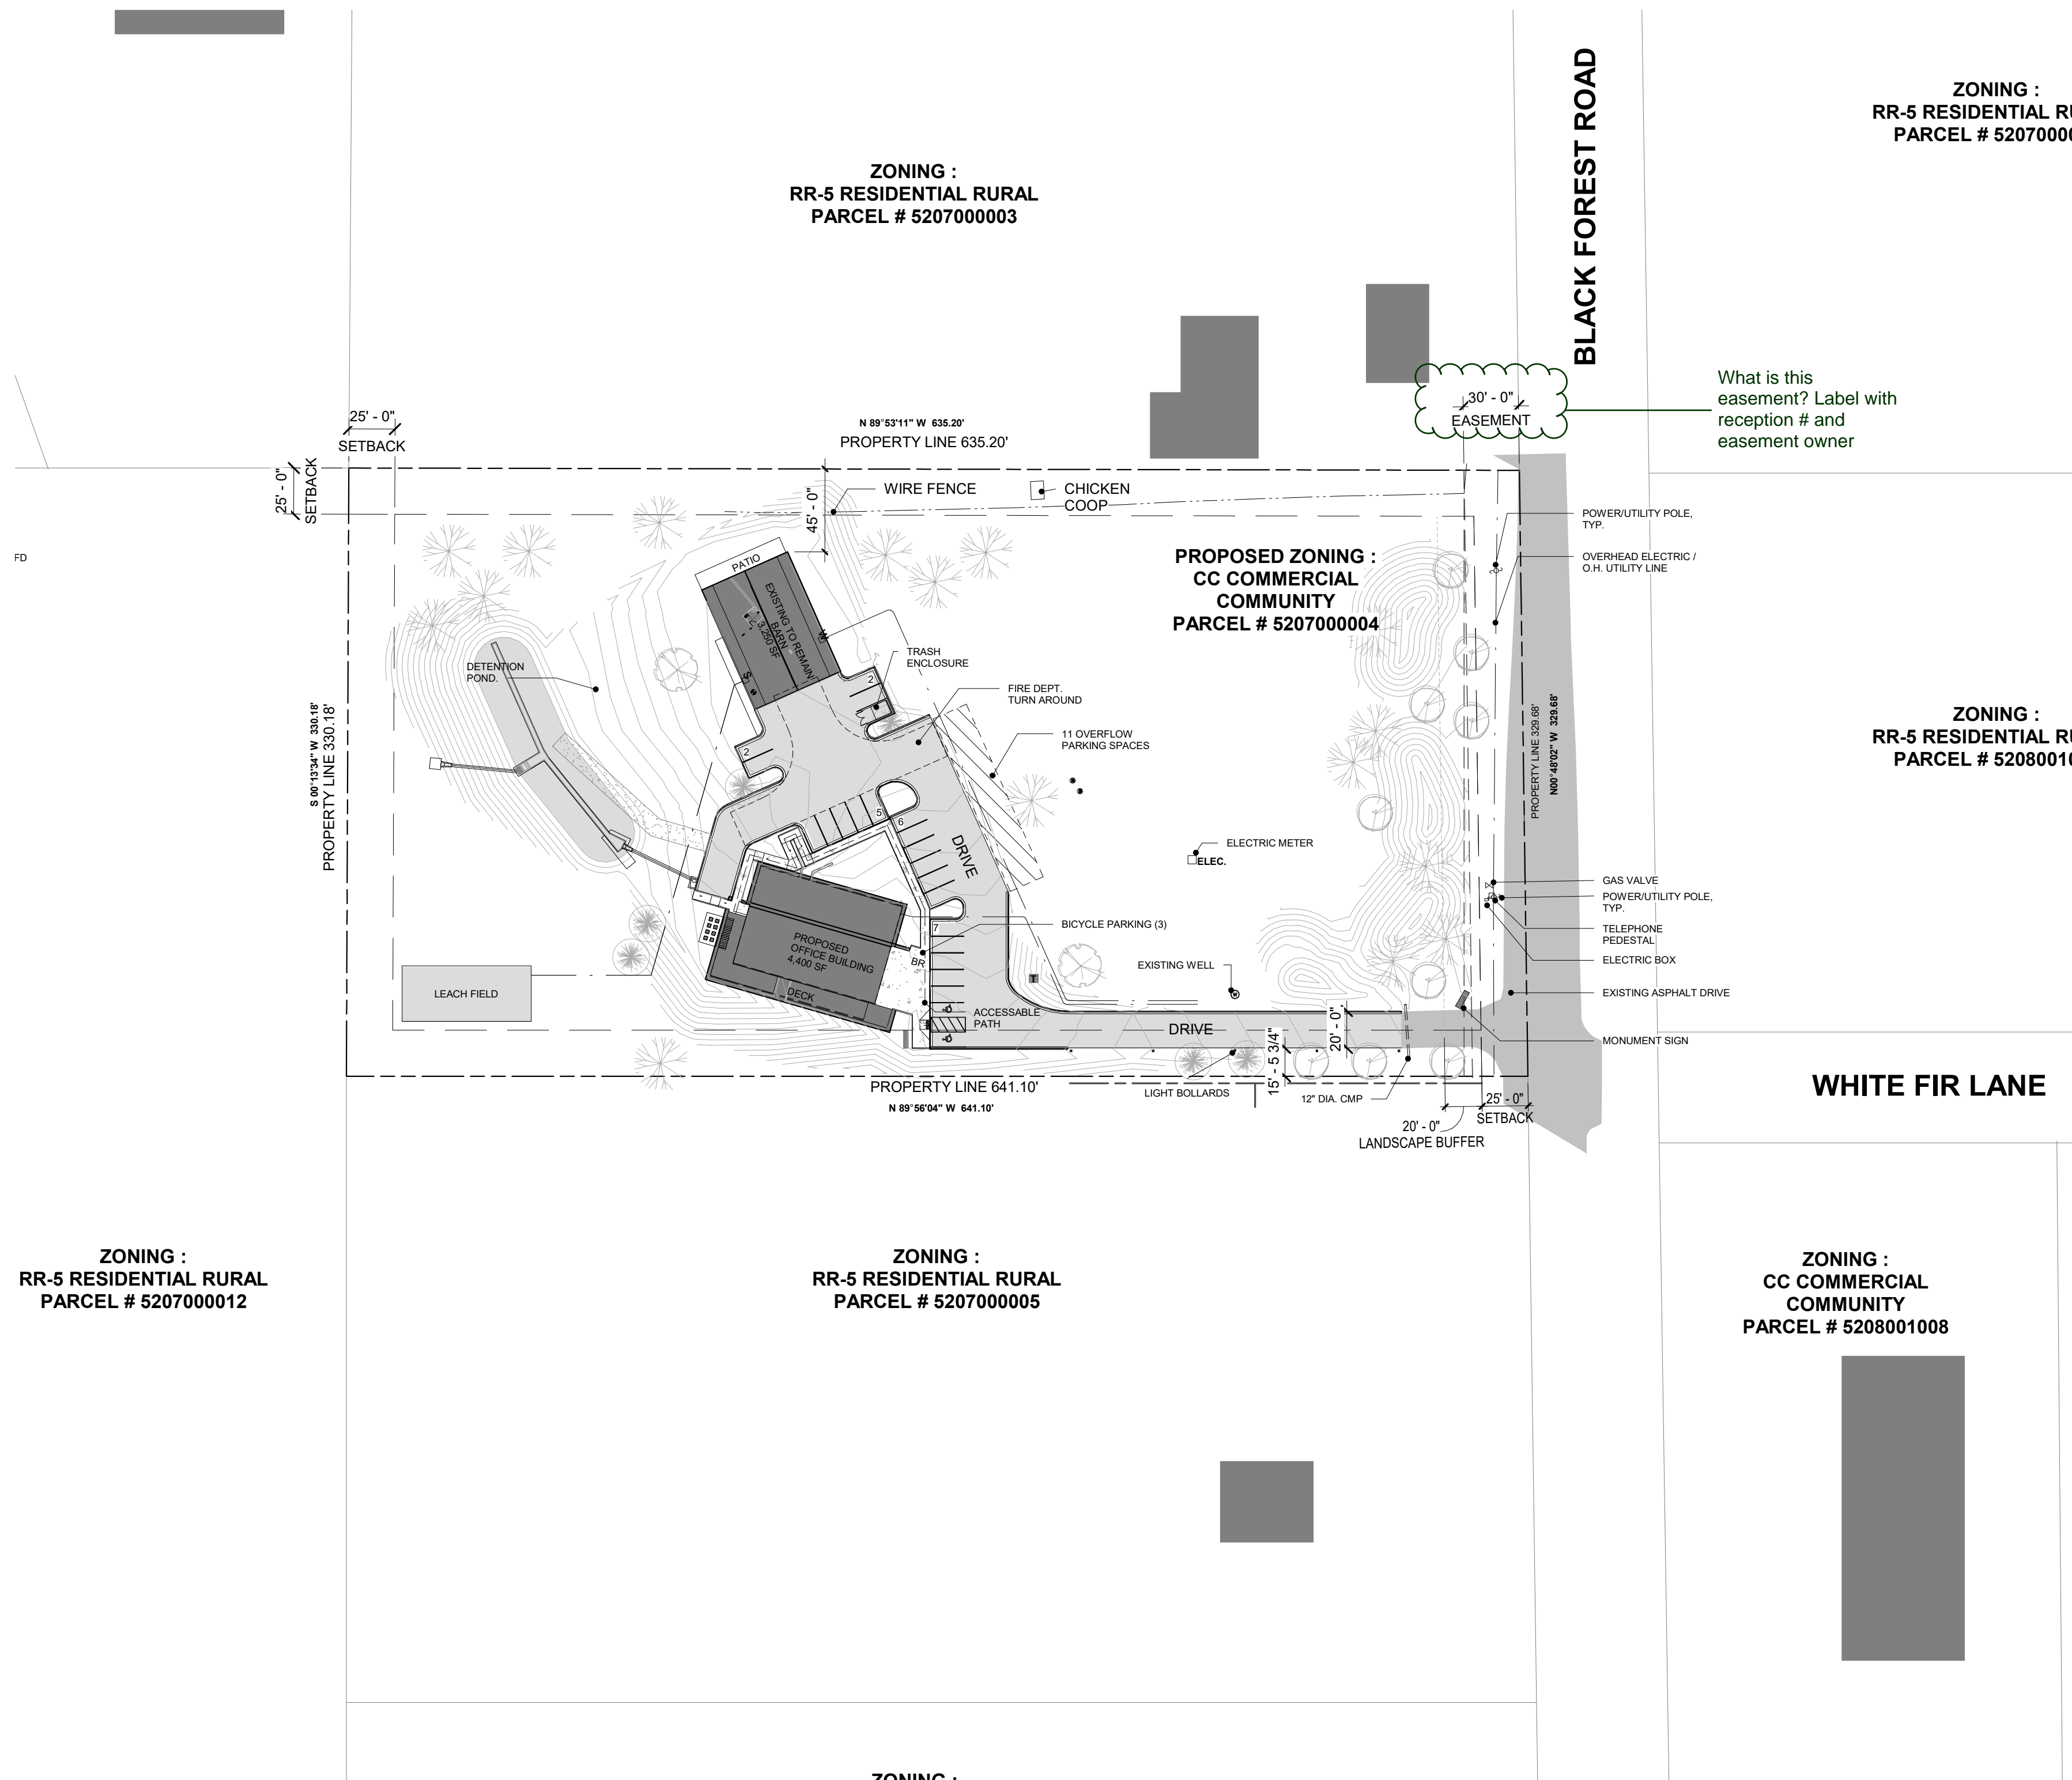 ZONING :
BLACK FOREST ROAD
RR-5 RESIDENTIAL
ZONING :
RR-5 RESIDENTIAL RURAL
PARCEL # 5207000003
PARCEL #
What is this
easement? Label with
reception # and
easement owner
30' - 0"
EASEMENT
25' - 0"
SETBACK
25' - 0"
SETBACK
N 89°53'11" W 635.20'
PROPERTY LINE 635.20'
45' - 0"
WIRE FENCE
CHICKEN
COOP
FD
POWER/UTILITY POLE,
TYP.
OVERHEAD ELECTRIC /
O.H. UTILITY LINE
PROPOSED ZONING :
CC COMMERCIAL
COMMUNITY
PARCEL # 5207000004
PATIO
EXISTING TO REMAIN
BARN
3,250 SF
W
S
TRASH
ENCLOSURE
2
DETENTION
POND.
FIRE DEPT.
TURN AROUND
11 OVERFLOW
PARKING SPACES
2
S 00°13'34" W 330.18'
PROPERTY LINE 330.18'
PROPERTY LINE 329.68'
N00°48'02" W 329.68'
ZONING :
RR-5 RESIDENTIAL
PARCEL #
5
6
DRIVE
ELECTRIC METER
ELEC.
GAS VALVE
POWER/UTILITY POLE,
TYP.
TELEPHONE
PEDESTAL
ELECTRIC BOX
EXISTING ASPHALT DRIVE
MONUMENT SIGN
7
BICYCLE PARKING (3)
BR
PROPOSED
OFFICE BUILDING
4,400 SF
DECK
LEACH FIELD
T
EXISTING WELL
ACCESSABLE
PATH
DRIVE
20' - 0"
15' - 5 3/4"
PROPERTY LINE 641.10'
N 89°56'04" W 641.10'
LIGHT BOLLARDS
12" DIA. CMP
25' - 0"
SETBACK
20' - 0"
LANDSCAPE BUFFER
WHITE FIR LANE
ZONING :
RR-5 RESIDENTIAL RURAL
PARCEL # 5207000012
ZONING :
RR-5 RESIDENTIAL RURAL
PARCEL # 5207000005
ZONING :
CC COMMERCIAL
COMMUNITY
PARCEL # 5208001008
ZONING :